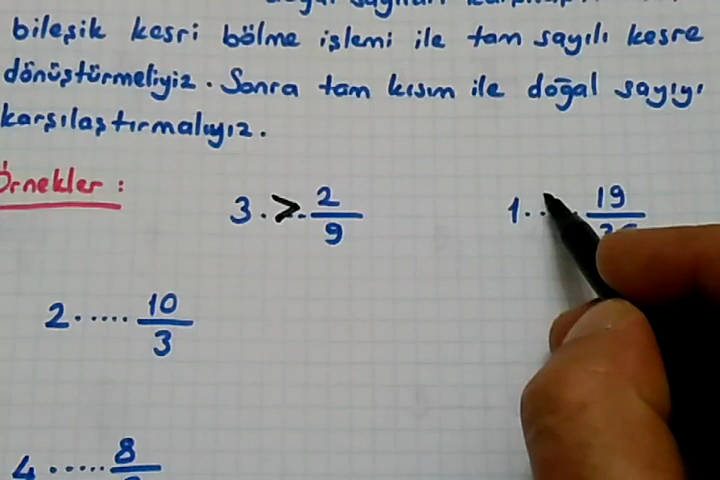 bileşik kesri bölme işlemi ile tam sayılı kesre
dönüştürmeliyiz. Sonra tam kısım ile doğal sayıyı
karşılaştırmalıyız.
Örnekler :
3 > 2/9
1 ..... 19/
2 ..... 10/3
4 ..... 8/